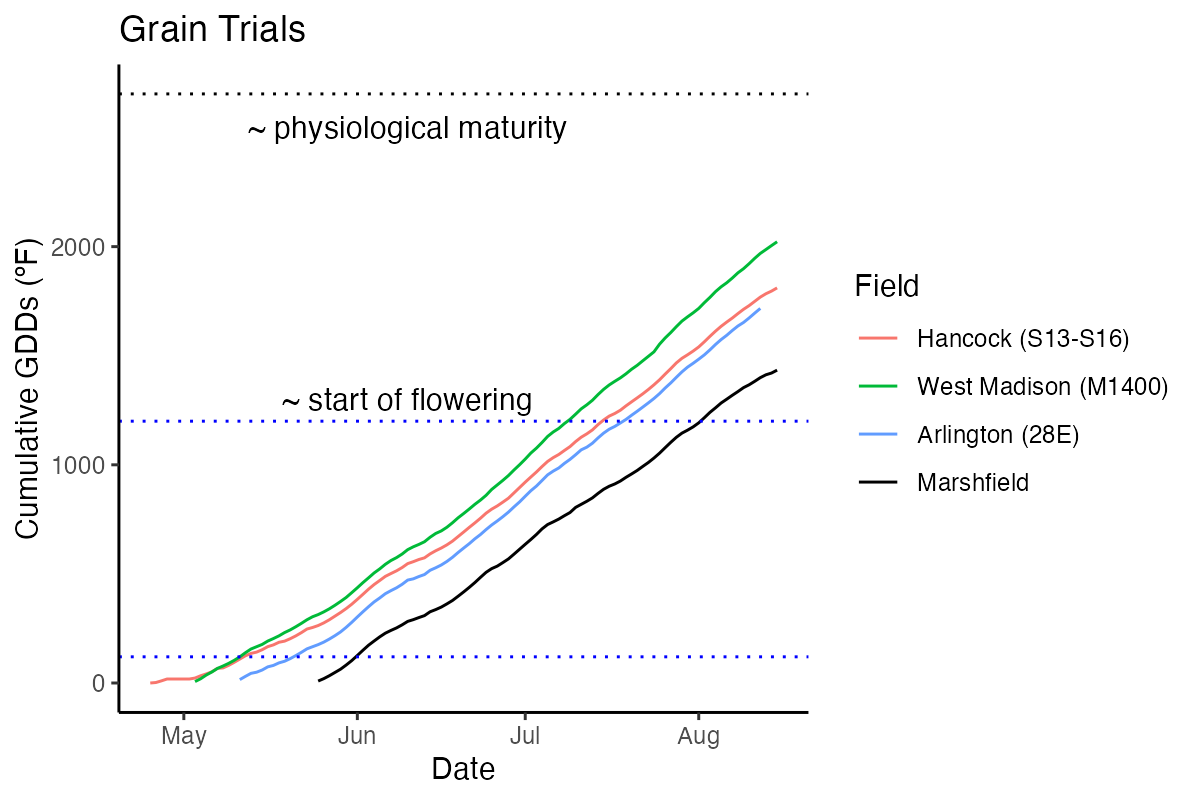 Grain Trials
~ physiological maturity
~ start of flowering
Cumulative GDDs (°F)
2000
1000
0
May Jun Jul Aug
Date
Field
Hancock (S13-S16)
West Madison (M1400)
Arlington (28E)
Marshfield